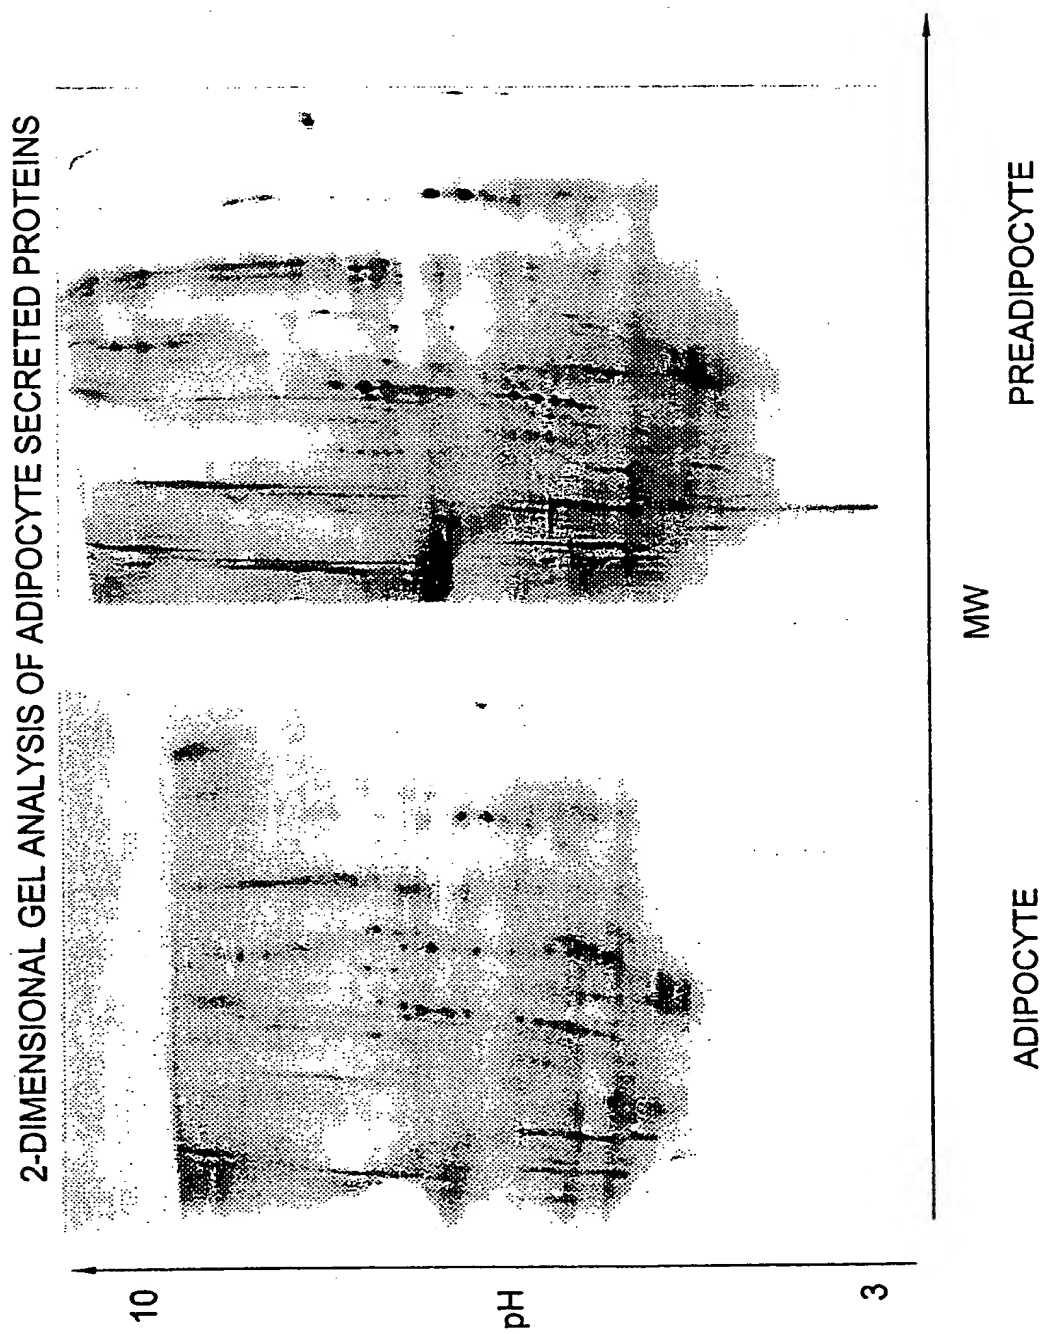 2-DIMENSIONAL GEL ANALYSIS OF ADIPOCYTE SECRETED PROTEINS
10
pH
3
MW
ADIPOCYTE
PREADIPOCYTE